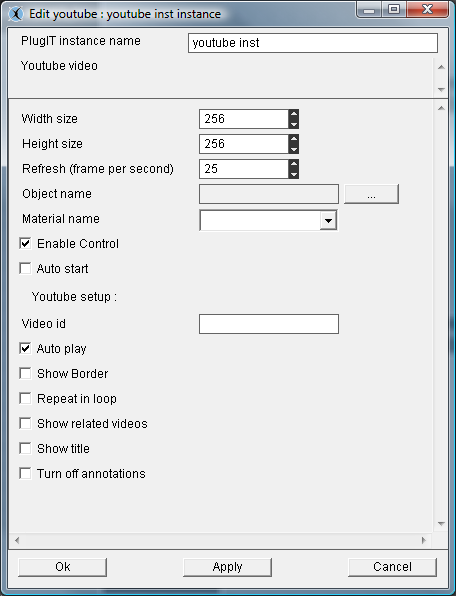 Edit youtube : youtube inst instance
PlugIT instance name youtube inst
Youtube video
Width size 256
Height size 256
Refresh (frame per second) 25
Object name ...
Material name
Enable Control
Auto start
Youtube setup :
Video id
Auto play
Show Border
Repeat in loop
Show related videos
Show title
Turn off annotations
Ok Apply Cancel